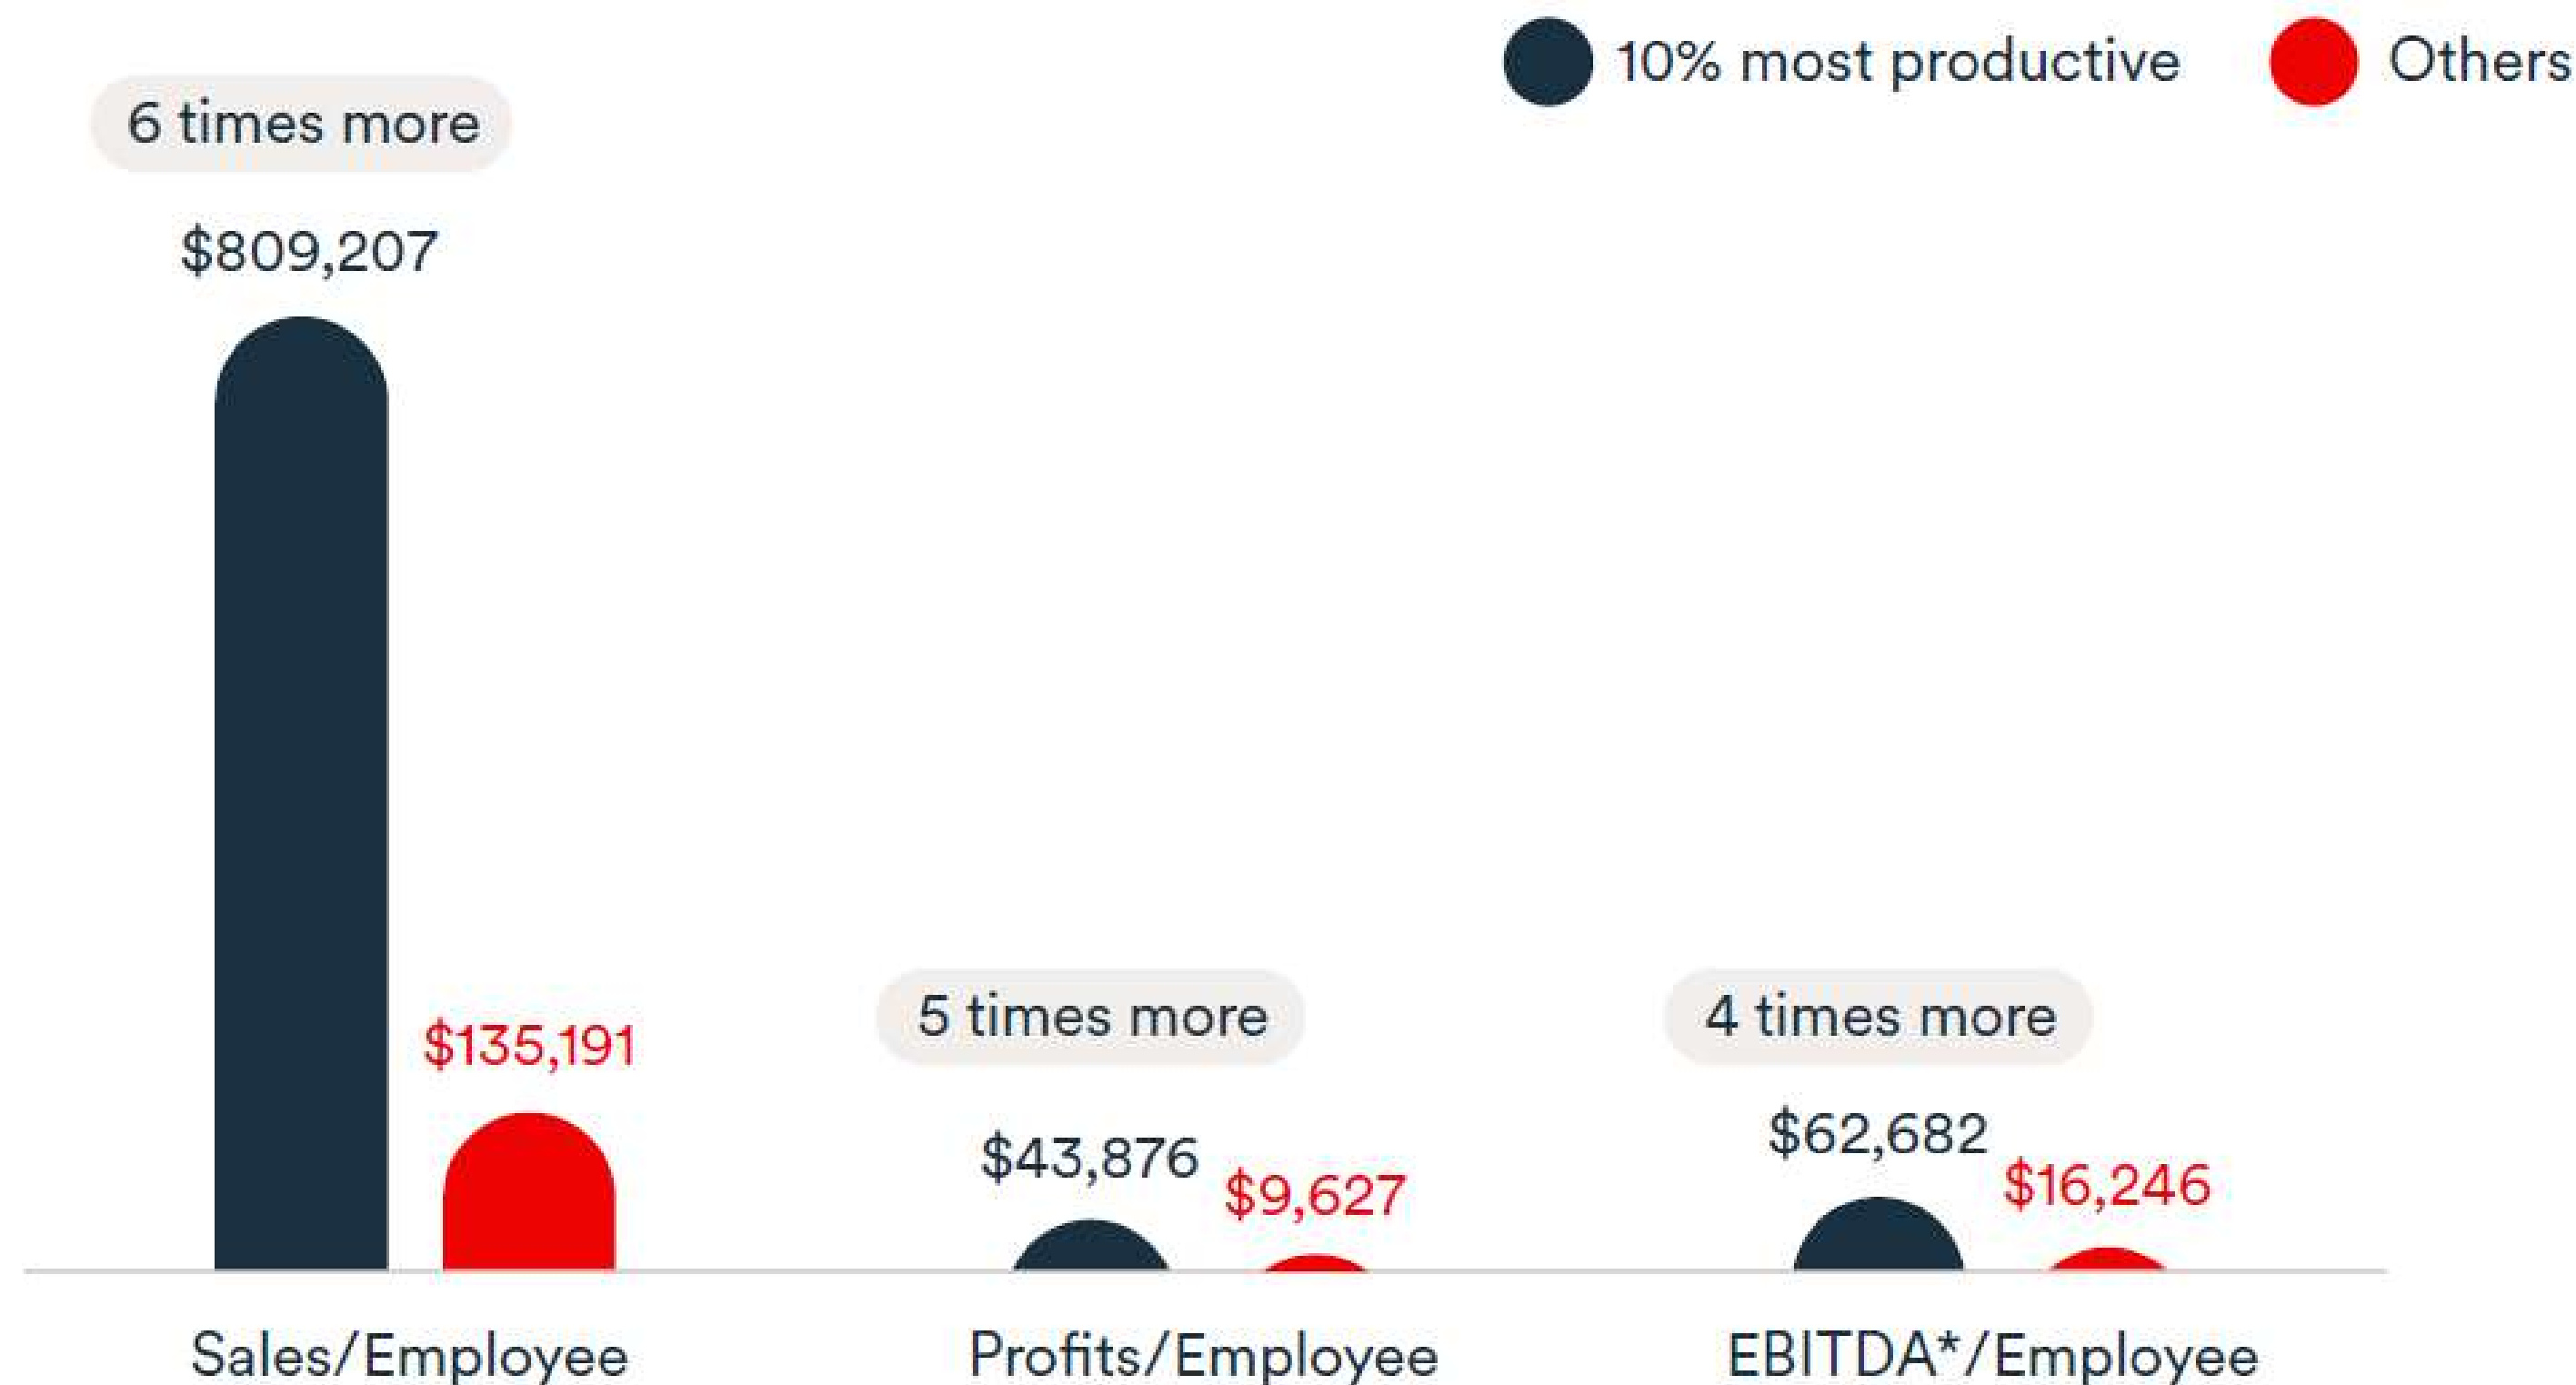 10% most productive
Others
6 times more
$809,207
$135,191
5 times more
4 times more
$43,876
$9,627
$62,682
$16,246
Sales/Employee
Profits/Employee
EBITDA*/Employee